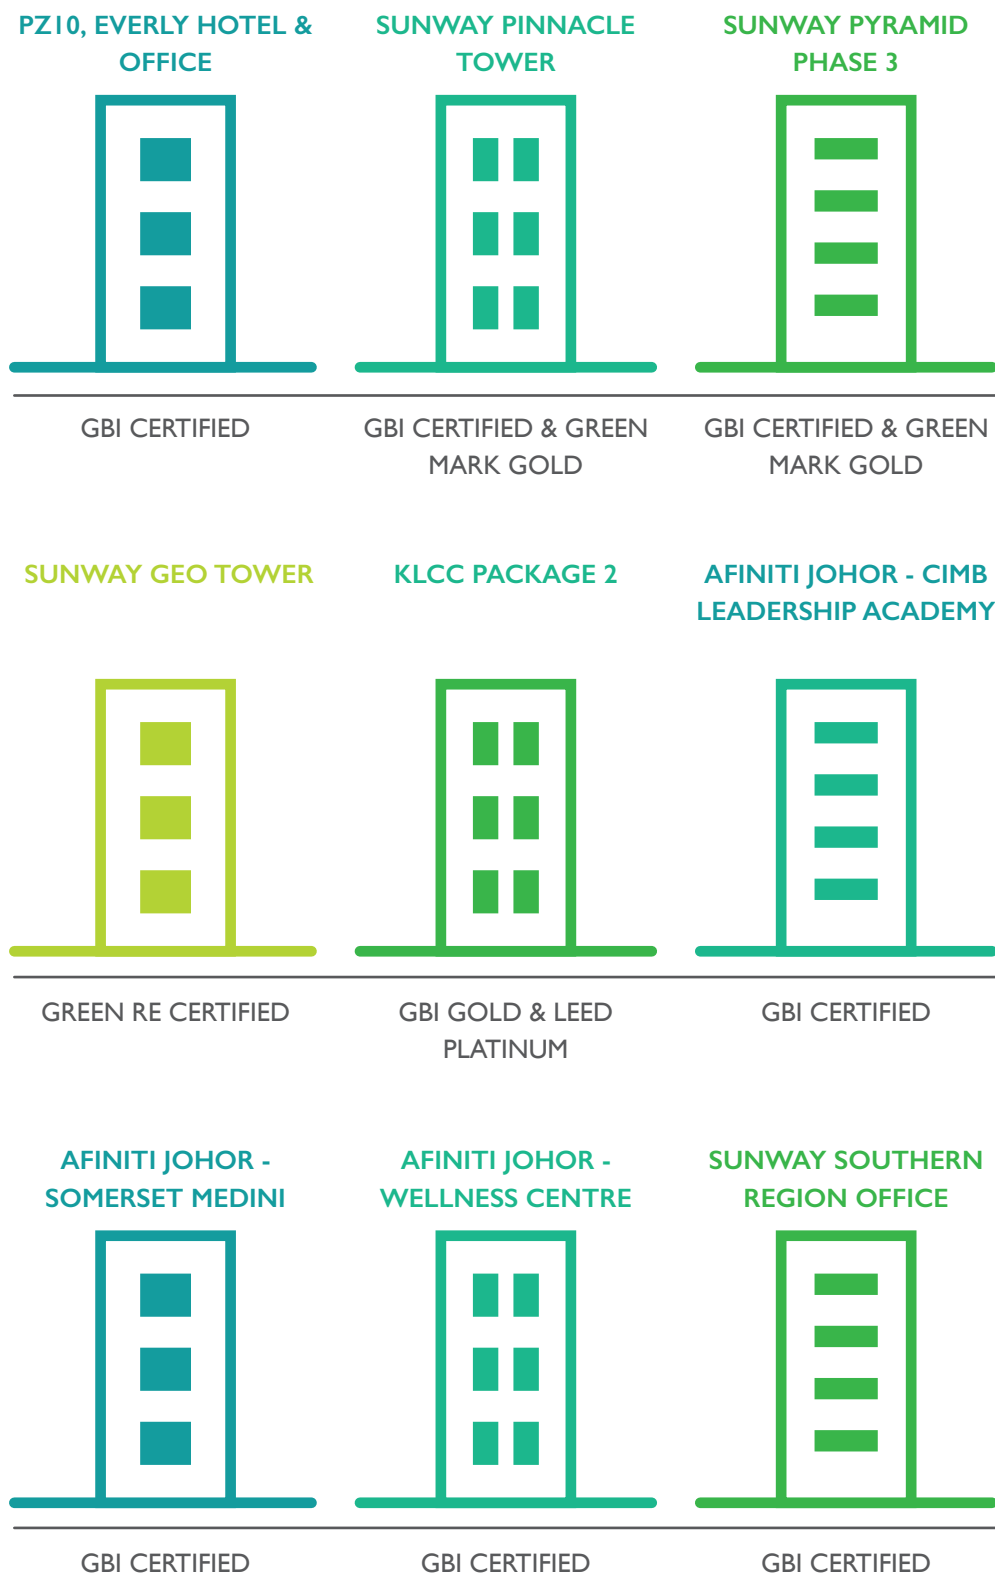 PZ10, EVERLY HOTEL &
OFFICE
SUNWAY PINNACLE
TOWER
SUNWAY PYRAMID
PHASE 3
GBI CERTIFIED
GBI CERTIFIED & GREEN
MARK GOLD
GBI CERTIFIED & GREEN
MARK GOLD
SUNWAY GEO TOWER
KLCC PACKAGE 2
AFINITI JOHOR - CIMB
LEADERSHIP ACADEMY
GREEN RE CERTIFIED
GBI GOLD & LEED
PLATINUM
GBI CERTIFIED
AFINITI JOHOR -
SOMERSET MEDINI
AFINITI JOHOR -
WELLNESS CENTRE
SUNWAY SOUTHERN
REGION OFFICE
GBI CERTIFIED
GBI CERTIFIED
GBI CERTIFIED